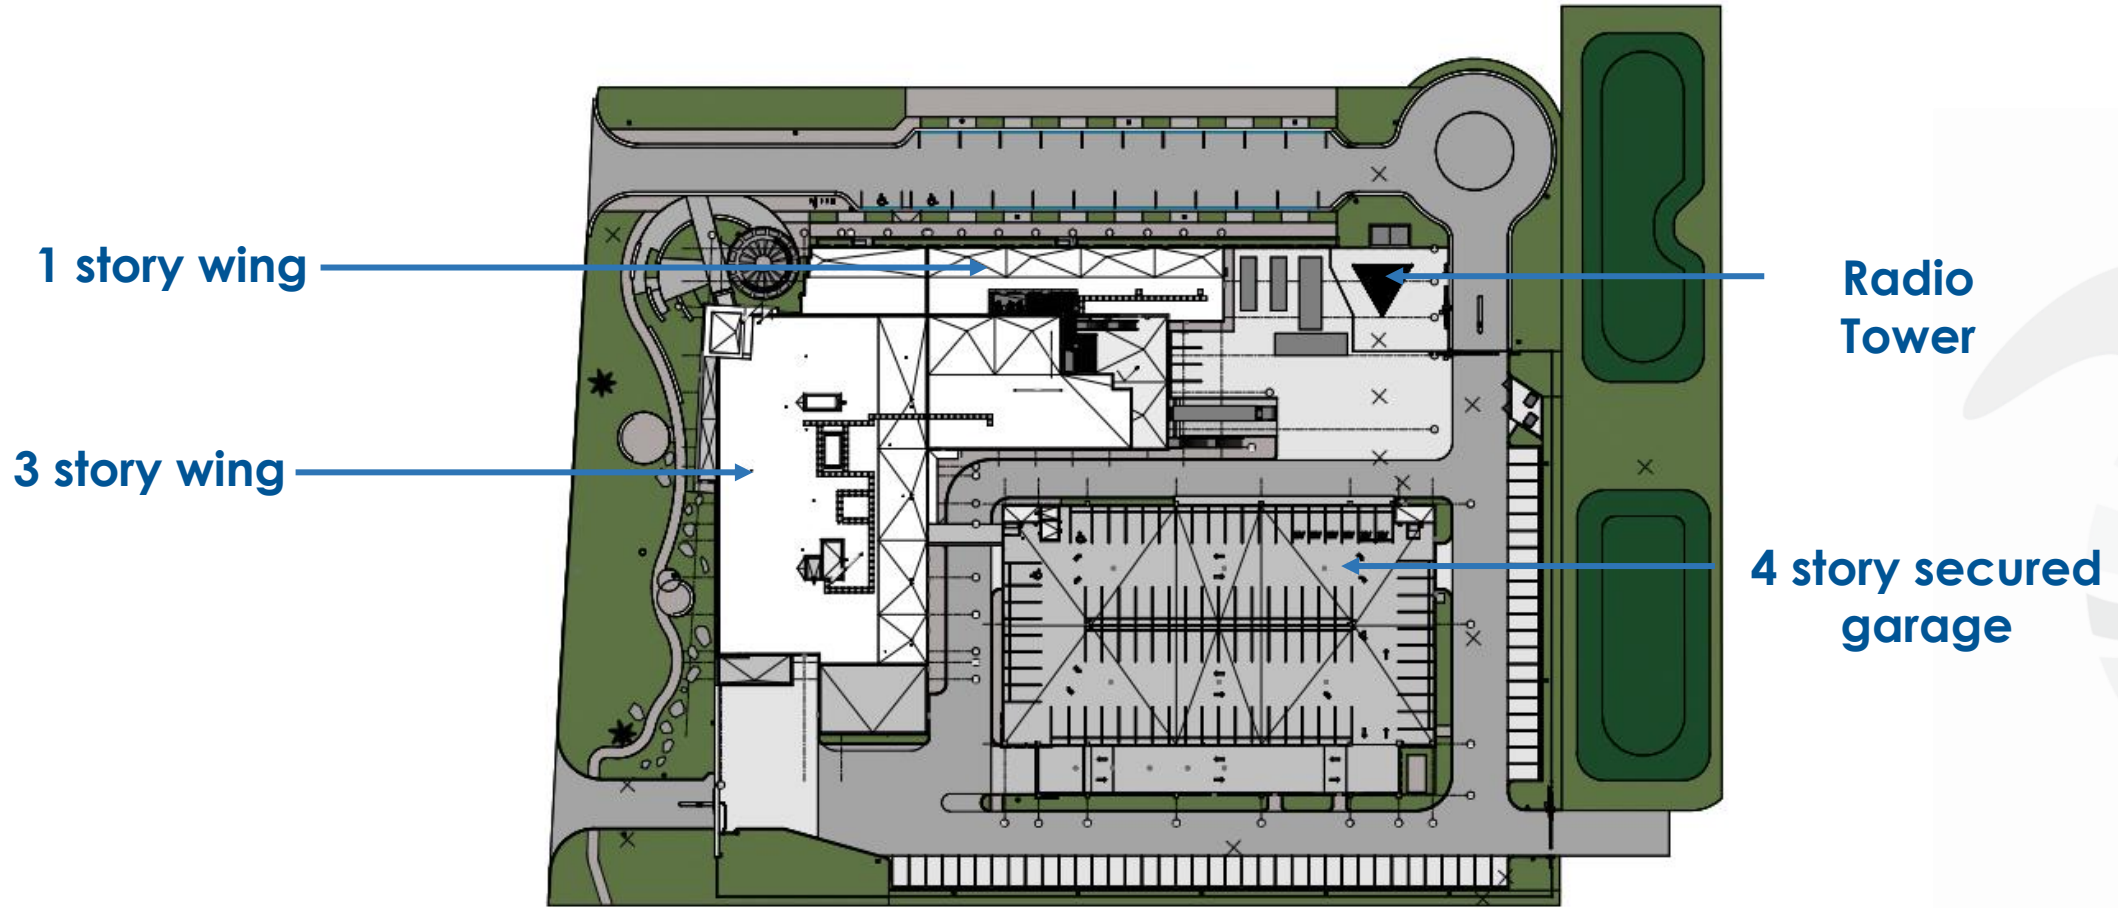 1 story wing
Radio
Tower
3 story wing
4 story secured
garage